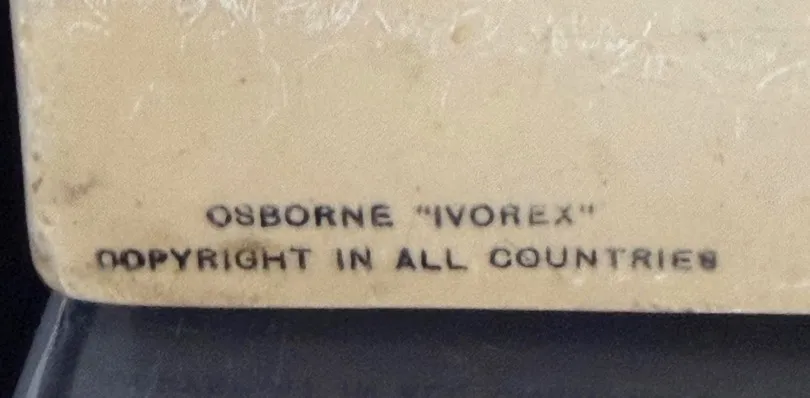 OSBORNE "IVOREX"
COPYRIGHT IN ALL COUNTRIES